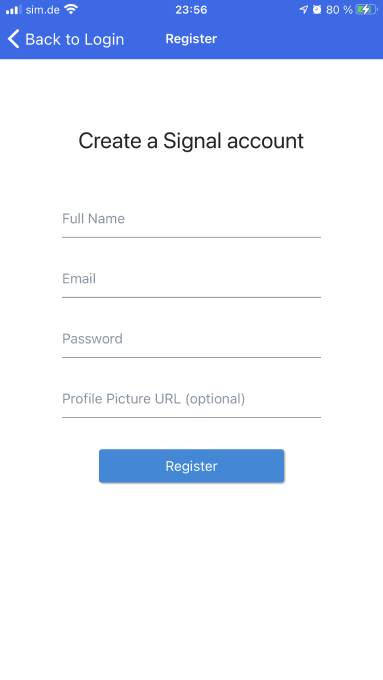 sim.de 23:56 80 %
Back to Login Register
Create a Signal account
Full Name
Email
Password
Profile Picture URL (optional)
Register